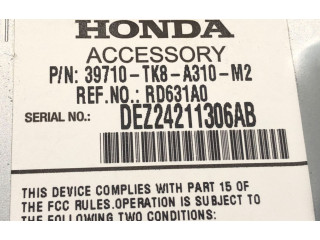 HONDA
ACCESSORY
P/N: 39710-TK8-A310-M2
REF.NO.: RD631A0
SERIAL NO.: DEZ24211306AB
THIS DEVICE COMPLIES WITH PART 15 OF
THE FCC RULES.OPERATION IS SUBJECT TO
THE FOLLOWING TWO CONDITIONS: